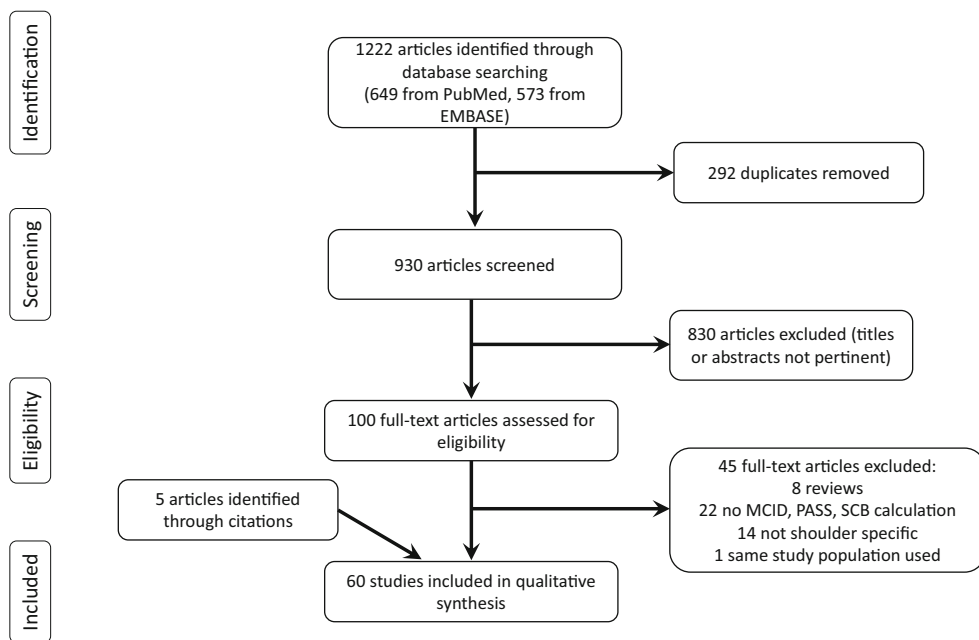 Identification
1222 articles identified through
database searching
(649 from PubMed, 573 from
EMBASE)
292 duplicates removed
Screening
930 articles screened
830 articles excluded (titles
or abstracts not pertinent)
Eligibility
100 full-text articles assessed for
eligibility
45 full-text articles excluded:
8 reviews
22 no MCID, PASS, SCB calculation
14 not shoulder specific
1 same study population used
5 articles identified
through citations
Included
60 studies included in qualitative
synthesis